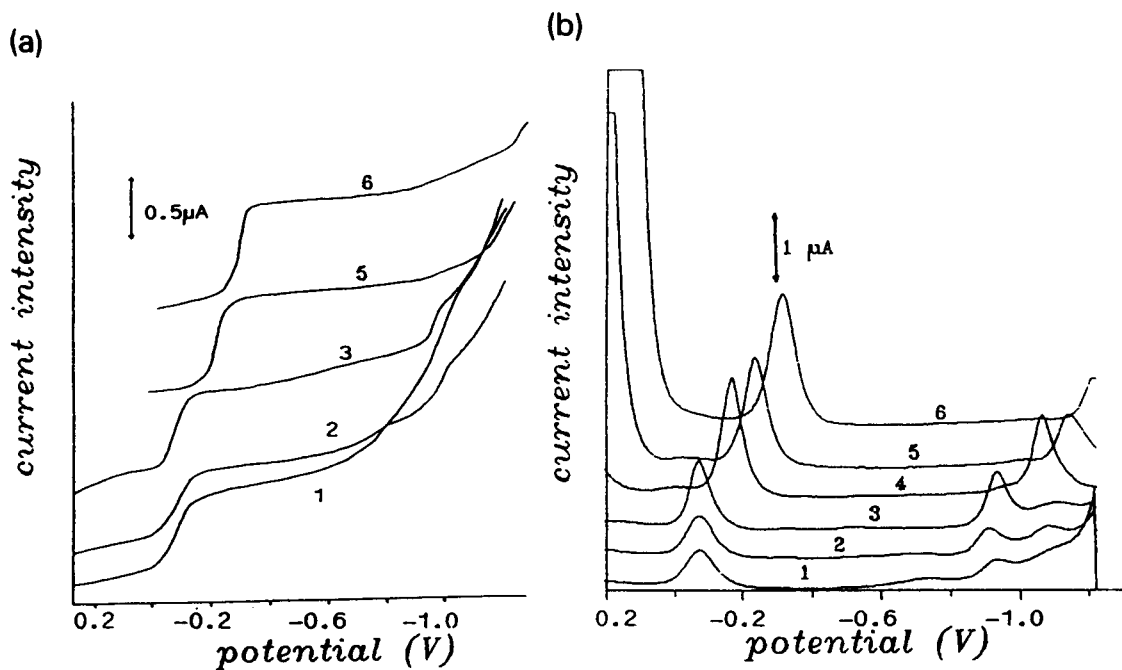 (a)
current intensity
0.5μA
6
5
3
2
1
0.2 -0.2 -0.6 -1.0
potential (V)
(b)
current intensity
1 μA
6
5
4
3
2
1
0.2 -0.2 -0.6 -1.0
potential (V)